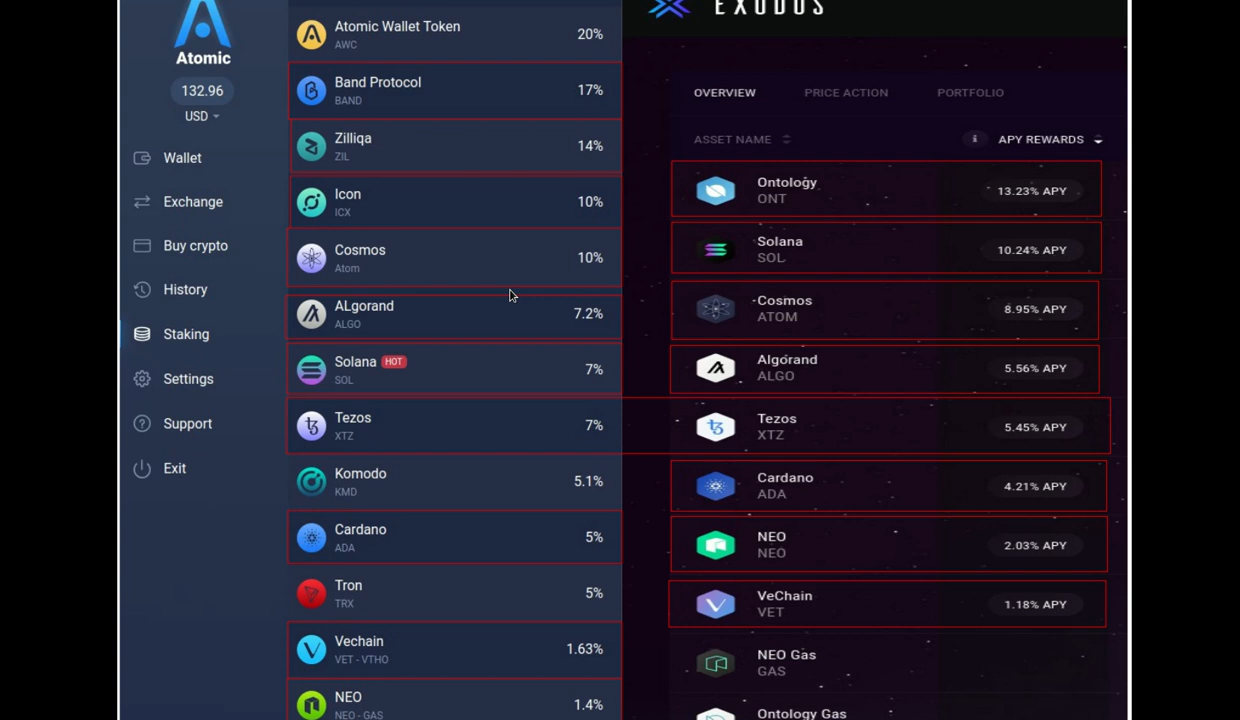 Atomic
132.96
USD
Wallet
Exchange
Buy crypto
History
Staking
Settings
Support
Exit
Atomic Wallet Token
AWC
20%
Band Protocol
BAND
17%
Zilliqa
ZIL
14%
Icon
ICX
10%
Cosmos
Atom
10%
ALgorand
ALGO
7.2%
Solana HOT
SOL
7%
Tezos
XTZ
7%
Komodo
KMD
5.1%
Cardano
ADA
5%
Tron
TRX
5%
Vechain
VET - VTHO
1.63%
NEO
NEO - GAS
1.4%
EXODUS
OVERVIEW PRICE ACTION PORTFOLIO
ASSET NAME i APY REWARDS
Ontology
ONT
13.23% APY
Solana
SOL
10.24% APY
Cosmos
ATOM
8.95% APY
Algorand
ALGO
5.56% APY
Tezos
XTZ
5.45% APY
Cardano
ADA
4.21% APY
NEO
NEO
2.03% APY
VeChain
VET
1.18% APY
NEO Gas
GAS
Ontology Gas